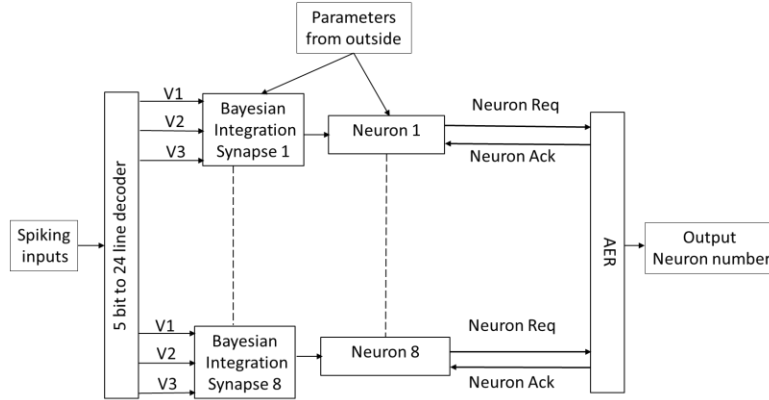 Parameters
from outside
V1
V2
V3
Bayesian
Integration
Synapse 1
Neuron 1
Neuron Req
Neuron Ack
Spiking
inputs
5 bit to 24 line decoder
AER
Output
Neuron number
V1
V2
V3
Bayesian
Integration
Synapse 8
Neuron 8
Neuron Req
Neuron Ack